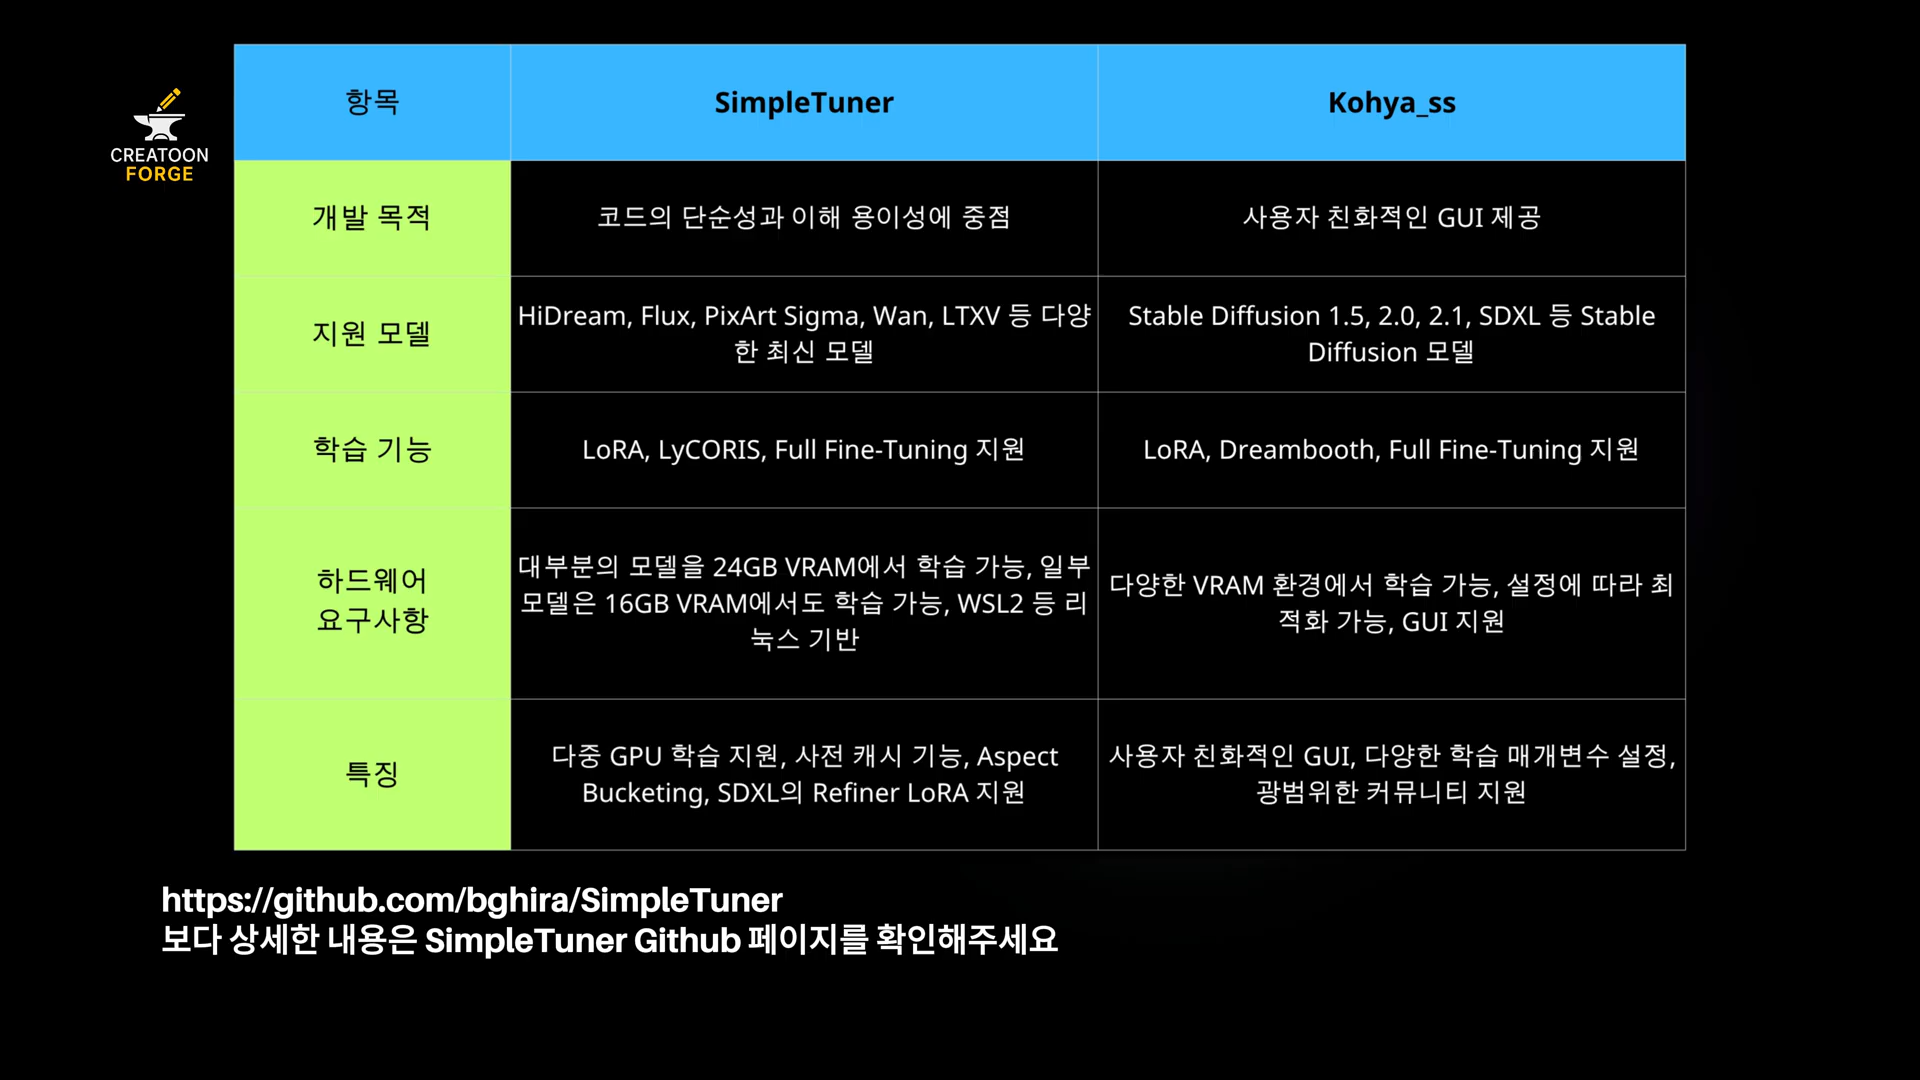 CREATOON
FORGE
항목
SimpleTuner
Kohya_ss
개발 목적
코드의 단순성과 이해 용이성에 중점
사용자 친화적인 GUI 제공
지원 모델
HiDream, Flux, PixArt Sigma, Wan, LTXV 등 다양
한 최신 모델
Stable Diffusion 1.5, 2.0, 2.1, SDXL 등 Stable
Diffusion 모델
학습 기능
LoRA, LyCORIS, Full Fine-Tuning 지원
LoRA, Dreambooth, Full Fine-Tuning 지원
하드웨어
요구사항
대부분의 모델을 24GB VRAM에서 학습 가능, 일부
모델은 16GB VRAM에서도 학습 가능, WSL2 등 리
눅스 기반
다양한 VRAM 환경에서 학습 가능, 설정에 따라 최
적화 가능, GUI 지원
특징
다중 GPU 학습 지원, 사전 캐시 기능, Aspect
Bucketing, SDXL의 Refiner LoRA 지원
사용자 친화적인 GUI, 다양한 학습 매개변수 설정,
광범위한 커뮤니티 지원
https://github.com/bghira/SimpleTuner
보다 상세한 내용은 SimpleTuner Github 페이지를 확인해주세요